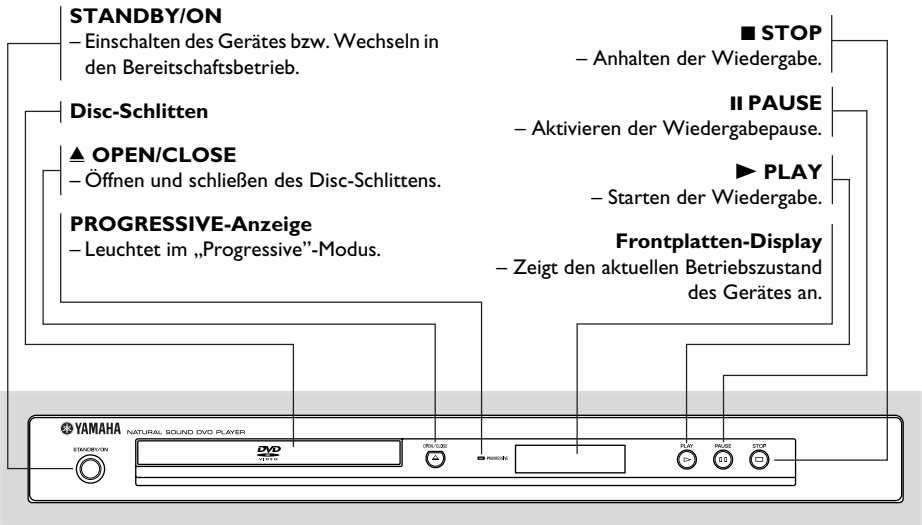 STANDBY/ON
– Einschalten des Gerätes bzw. Wechseln in
den Bereitschaftsbetrieb.
Disc-Schlitten
▲ OPEN/CLOSE
– Öffnen und schließen des Disc-Schlittens.
PROGRESSIVE-Anzeige
– Leuchtet im „Progressive”-Modus.
■ STOP
– Anhalten der Wiedergabe.
II PAUSE
– Aktivieren der Wiedergabepause.
► PLAY
– Starten der Wiedergabe.
Frontplatten-Display
– Zeigt den aktuellen Betriebszustand
des Gerätes an.
YAMAHA NATURAL SOUND DVD PLAYER
STANDBY/ON
DVD
VIDEO
OPEN/CLOSE
PROGRESSIVE
PLAY
PAUSE
STOP